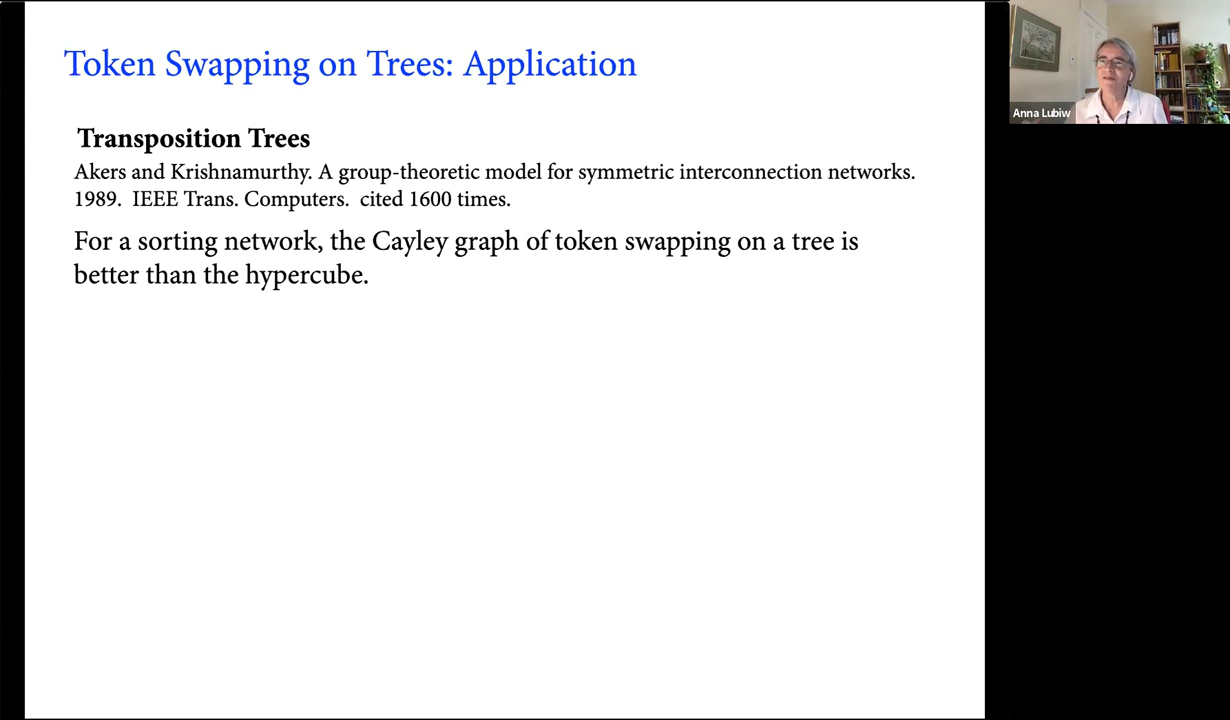 Token Swapping on Trees: Application
Transposition Trees
Akers and Krishnamurthy. A group-theoretic model for symmetric interconnection networks.
1989. IEEE Trans. Computers. cited 1600 times.
For a sorting network, the Cayley graph of token swapping on a tree is
better than the hypercube.
Anna Lubiw